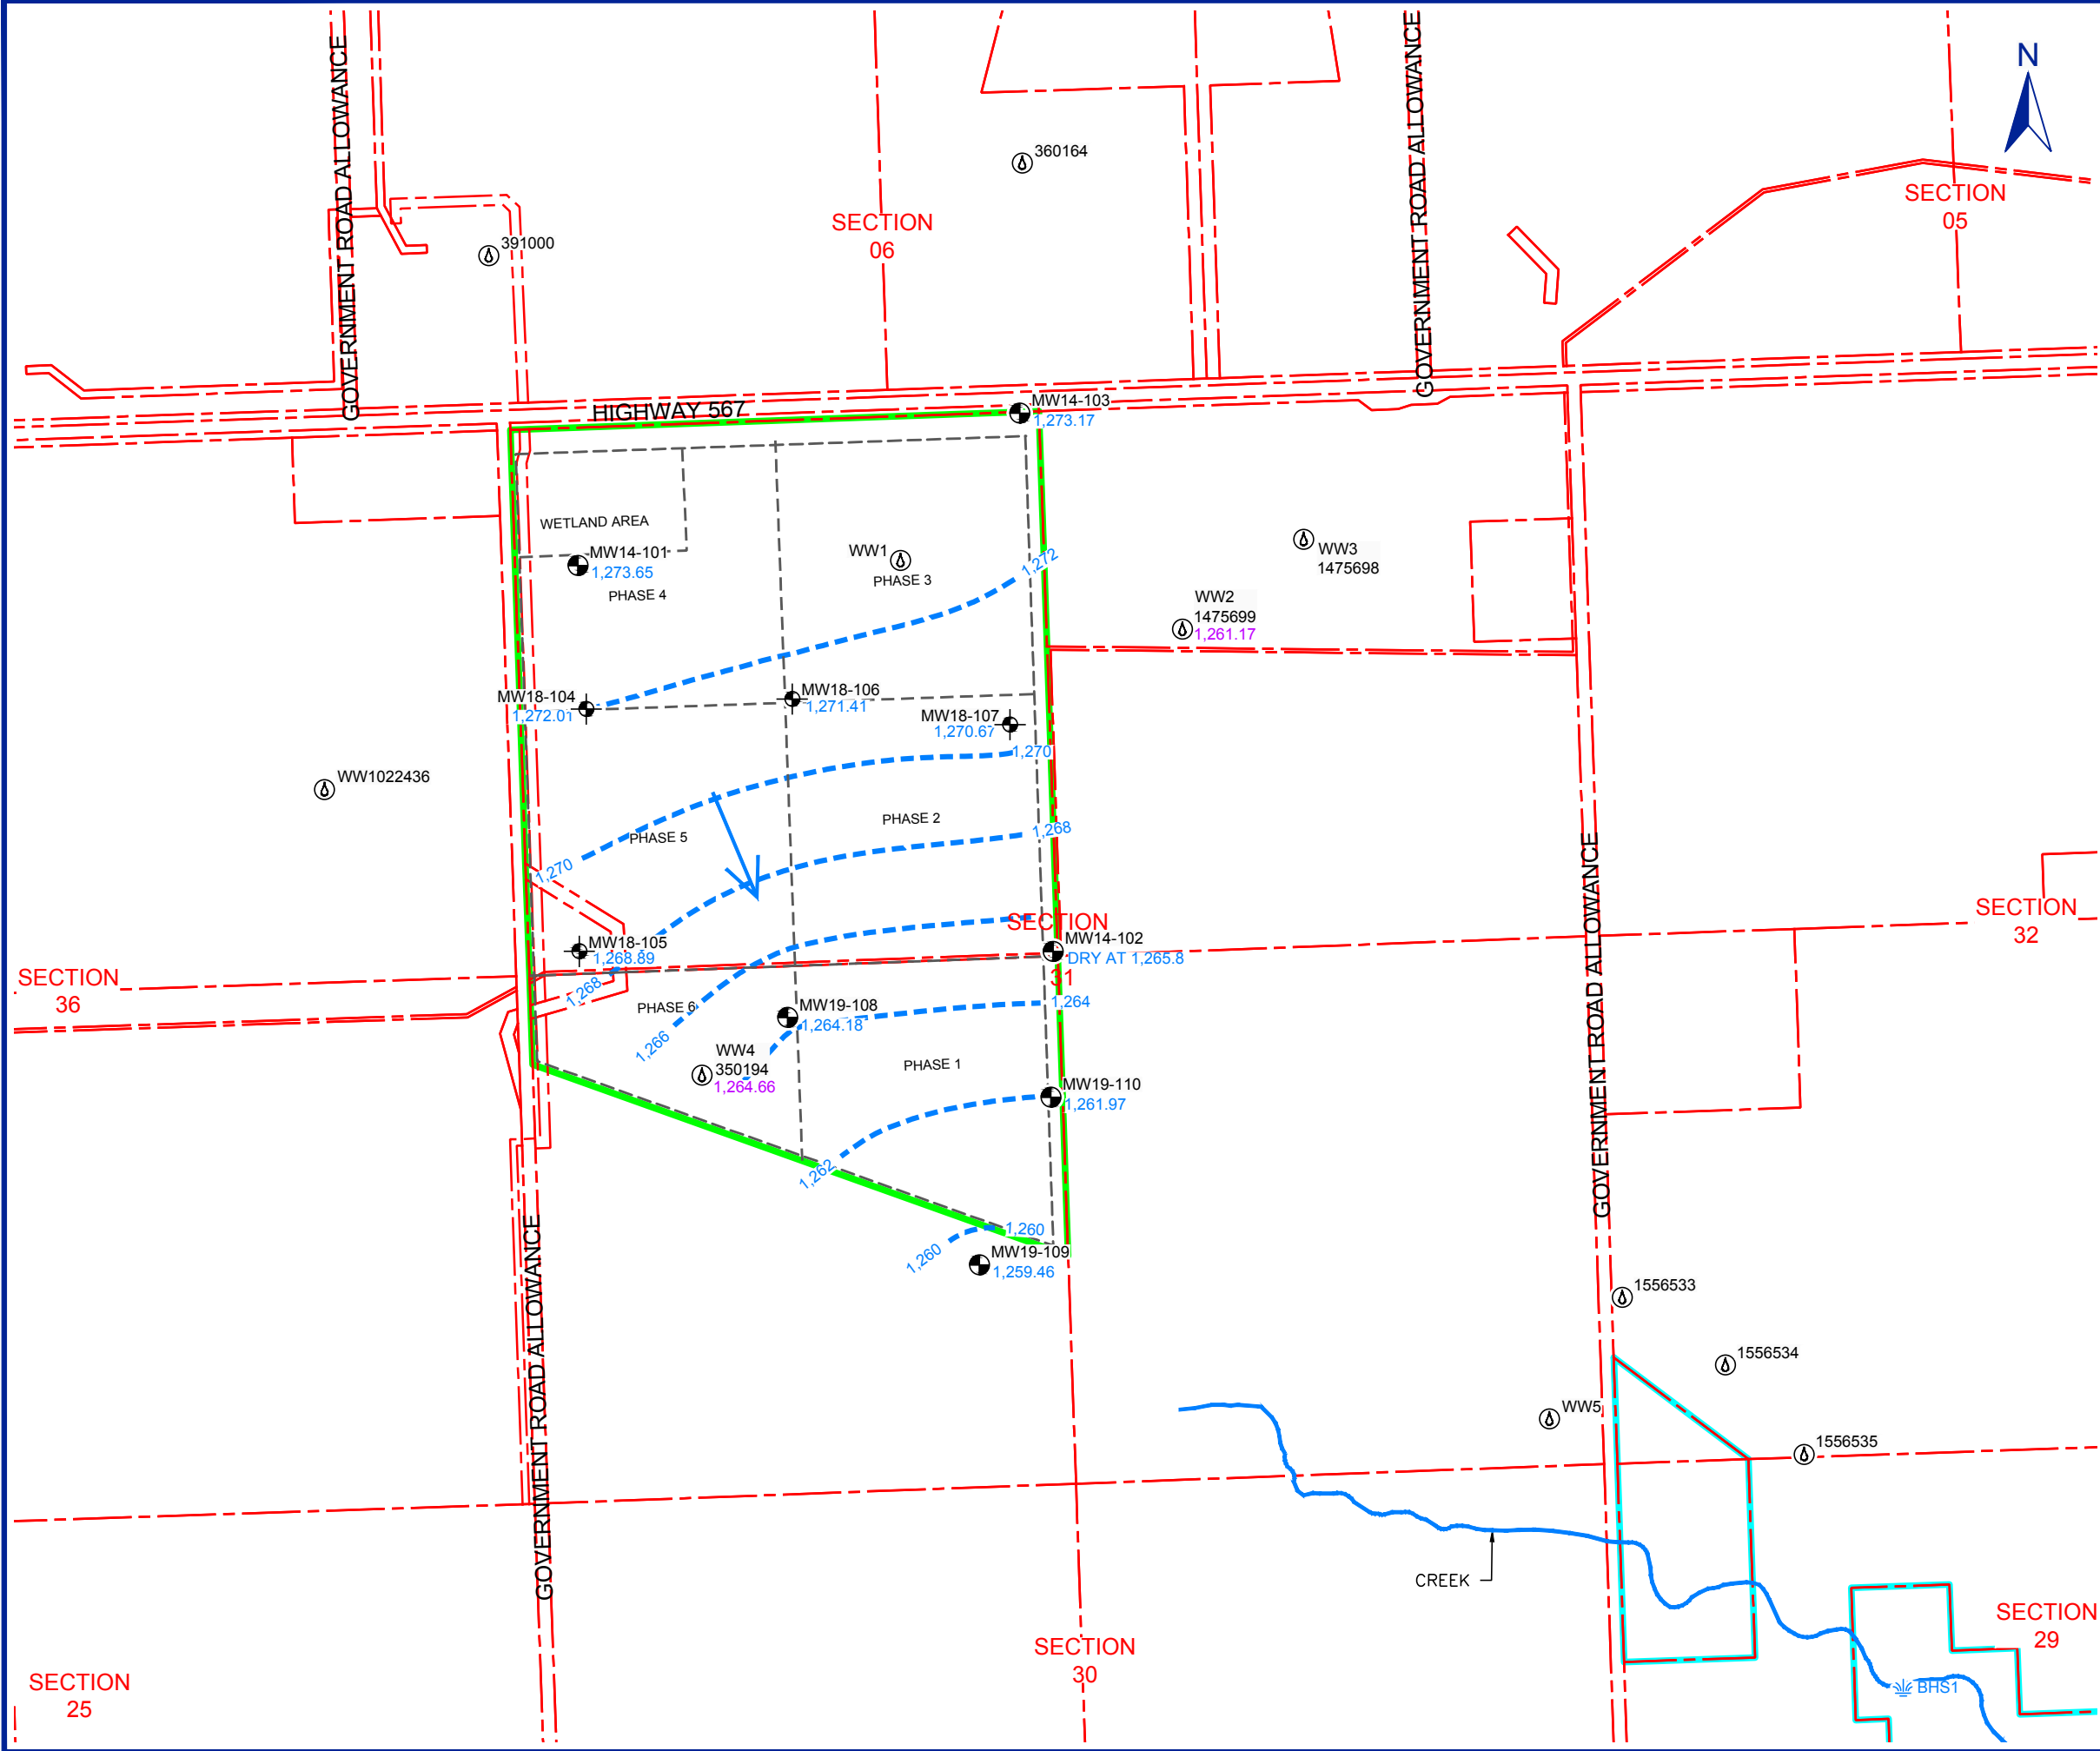 N
GOVERNMENT ROAD ALLOWANCE
GOVERNMENT ROAD ALLOWANCE
360164
SECTION
06
SECTION
05
391000
HIGHWAY 567
MW14-103
1,273.17
WETLAND AREA
MW14-101
1,273.65
PHASE 4
WW1
PHASE 3
1,272
WW3
1475698
WW2
1475699
1,261.17
MW18-104
1,272.01
MW18-106
1,271.41
MW18-107
1,270.67
1,270
WW1022436
PHASE 5
PHASE 2
1,268
1,270
GOVERNMENT ROAD ALLOWANCE
SECTION
31
MW14-102
DRY AT 1,265.8
SECTION
32
MW18-105
1,268.89
SECTION
36
1,268
PHASE 6
MW19-108
1,264.18
1,264
1,266
WW4
350194
1,264.66
PHASE 1
MW19-110
1,261.97
1,262
GOVERNMENT ROAD ALLOWANCE
1,260
1,260
MW19-109
1,259.46
1556533
1556534
WW5
1556535
CREEK
SECTION
29
SECTION
30
SECTION
25
BHS1